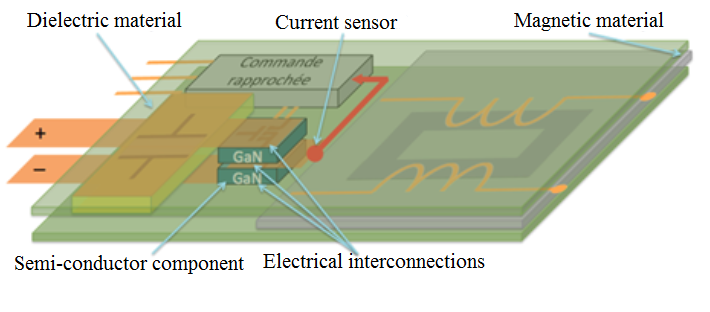 Dielectric material
Current sensor
Magnetic material
Commande
rapprochée
+
GaN
−
GaN
Semi-conductor component
Electrical interconnections